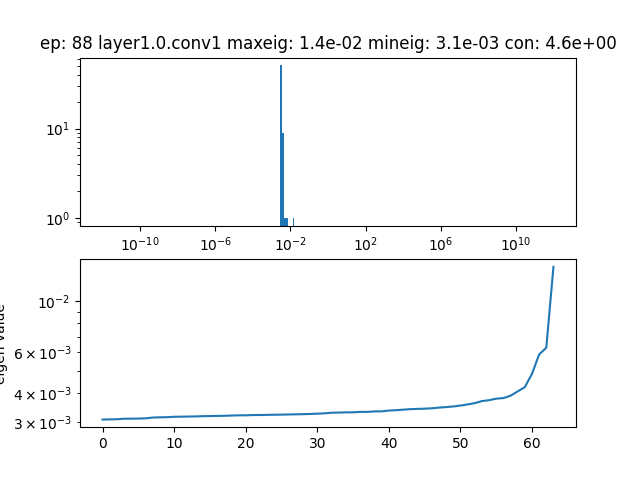 ep: 88 layer1.0.conv1 maxeig: 1.4e-02 mineig: 3.1e-03 con: 4.6e+00
10¹
10⁰
10⁻¹⁰ 10⁻⁶ 10⁻² 10² 10⁶ 10¹⁰
eigen value
10⁻²
6 × 10⁻³
4 × 10⁻³
3 × 10⁻³
0 10 20 30 40 50 60